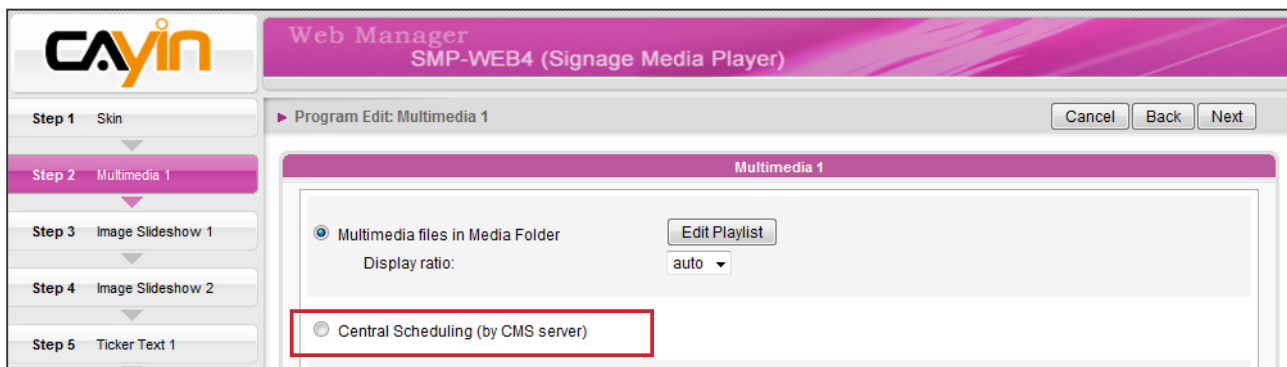 CAYIN
Web Manager
SMP-WEB4 (Signage Media Player)
Step 1 Skin
Step 2 Multimedia 1
Step 3 Image Slideshow 1
Step 4 Image Slideshow 2
Step 5 Ticker Text 1
Program Edit: Multimedia 1
Cancel Back Next
Multimedia 1
Multimedia files in Media Folder Edit Playlist
Display ratio: auto
Central Scheduling (by CMS server)